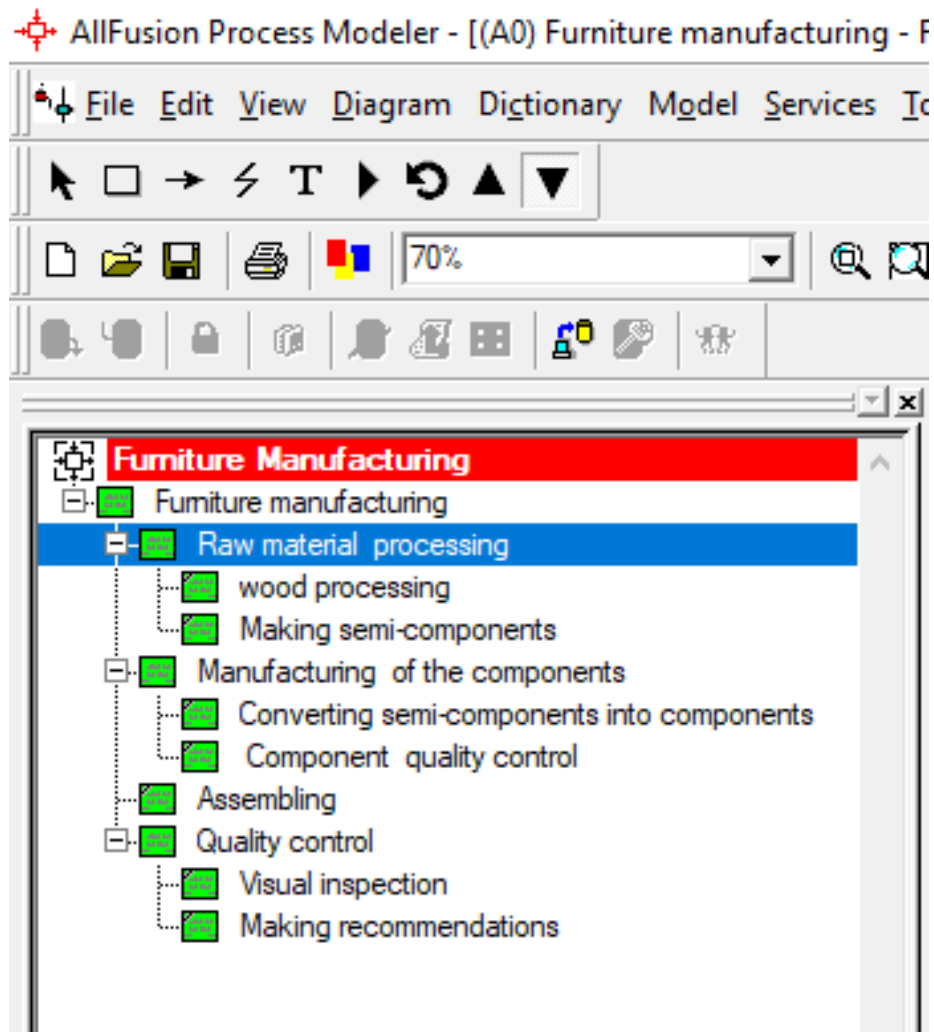 AllFusion Process Modeler - [(A0) Furniture manufacturing -
File Edit View Diagram Dictionary Model Services
T
70%
Furniture Manufacturing
Furniture manufacturing
Raw material processing
wood processing
Making semi-components
Manufacturing of the components
Converting semi-components into components
Component quality control
Assembling
Quality control
Visual inspection
Making recommendations